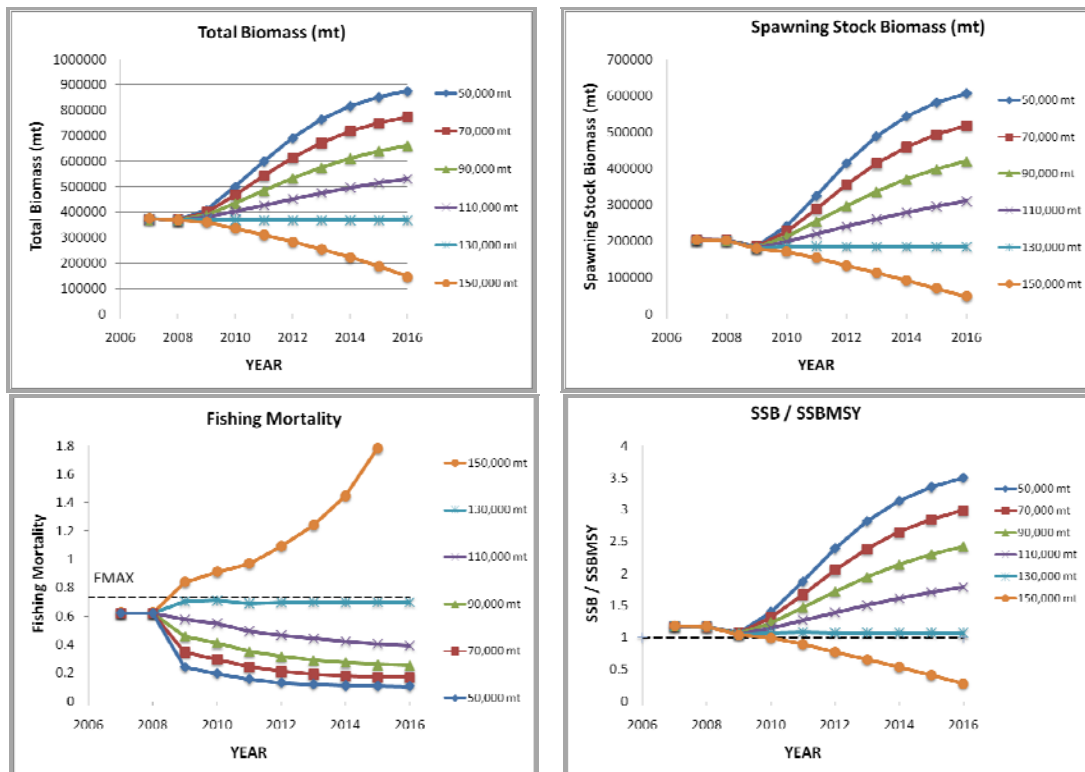 Total Biomass (mt)
Total Biomass (mt)
1000000
900000
800000
700000
600000
500000
400000
300000
200000
100000
0
2006 2008 2010 2012 2014 2016
YEAR
50,000 mt
70,000 mt
90,000 mt
110,000 mt
130,000 mt
150,000 mt
Spawning Stock Biomass (mt)
Spawning Stock Biomass (mt)
700000
600000
500000
400000
300000
200000
100000
0
2006 2008 2010 2012 2014 2016
YEAR
50,000 mt
70,000 mt
90,000 mt
110,000 mt
130,000 mt
150,000 mt
Fishing Mortality
Fishing Mortality
1.8
1.6
1.4
1.2
1
0.8
0.6
0.4
0.2
0
FMAX
2006 2008 2010 2012 2014 2016
YEAR
150,000 mt
130,000 mt
110,000 mt
90,000 mt
70,000 mt
50,000 mt
SSB / SSBMSY
SSB / SSBMSY
4
3.5
3
2.5
2
1.5
1
0.5
0
2006 2008 2010 2012 2014 2016
YEAR
50,000 mt
70,000 mt
90,000 mt
110,000 mt
130,000 mt
150,000 mt